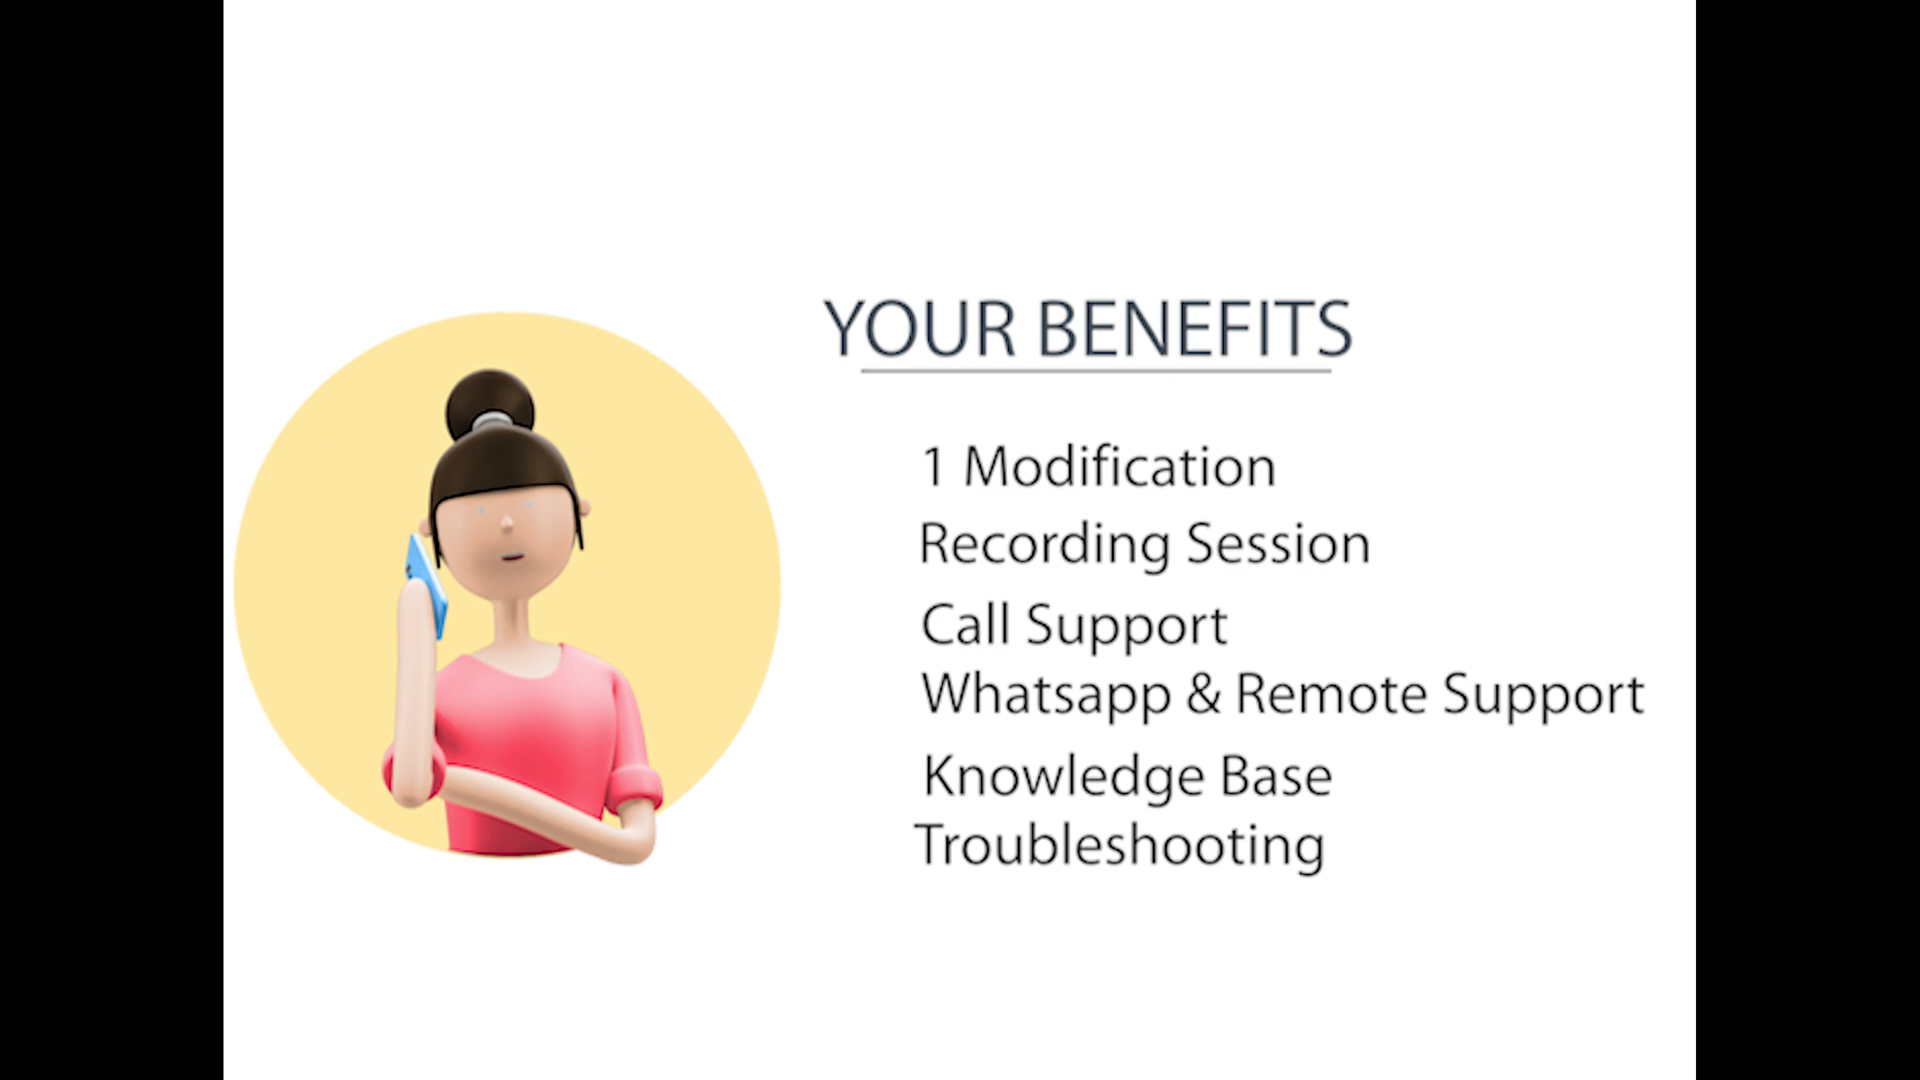 YOUR BENEFITS
1 Modification
Recording Session
Call Support
Whatsapp & Remote Support
Knowledge Base
Troubleshooting